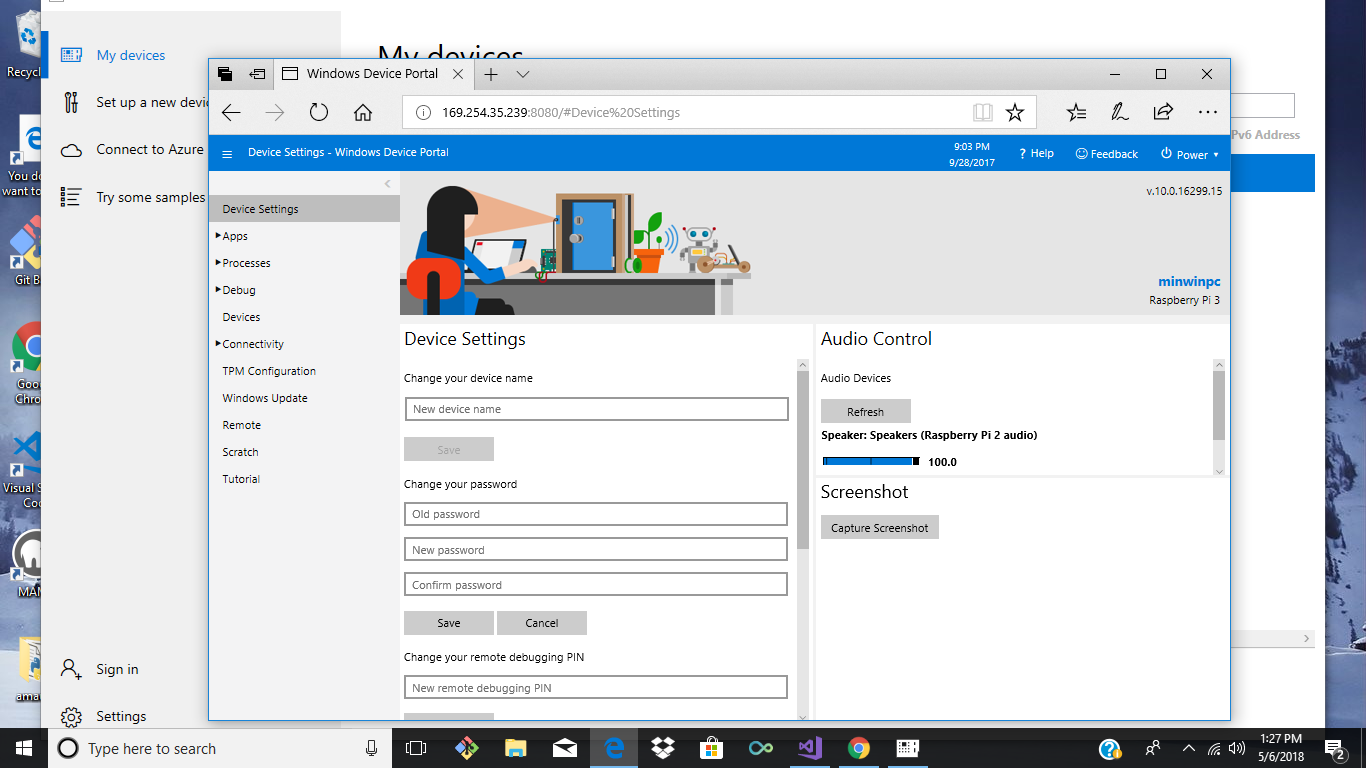 Recycl
You do
want to
Git B
Goo
Chro
Visual S
Co
MAM
ama
My devices
Set up a new devi
Connect to Azure
Try some samples
Sign in
Settings
My devices
Pv6 Address
Windows Device Portal
169.254.35.239:8080/#Device%20Settings
Device Settings - Windows Device Portal
9:03 PM
9/28/2017
? Help
Feedback
Power
Device Settings
Apps
Processes
Debug
Devices
Connectivity
TPM Configuration
Windows Update
Remote
Scratch
Tutorial
v.10.0.16299.15
minwinpc
Raspberry Pi 3
Device Settings
Change your device name
New device name
Save
Change your password
Old password
New password
Confirm password
Save
Cancel
Change your remote debugging PIN
New remote debugging PIN
Audio Control
Audio Devices
Refresh
Speaker: Speakers (Raspberry Pi 2 audio)
100.0
Screenshot
Capture Screenshot
Type here to search
1:27 PM
5/6/2018
2